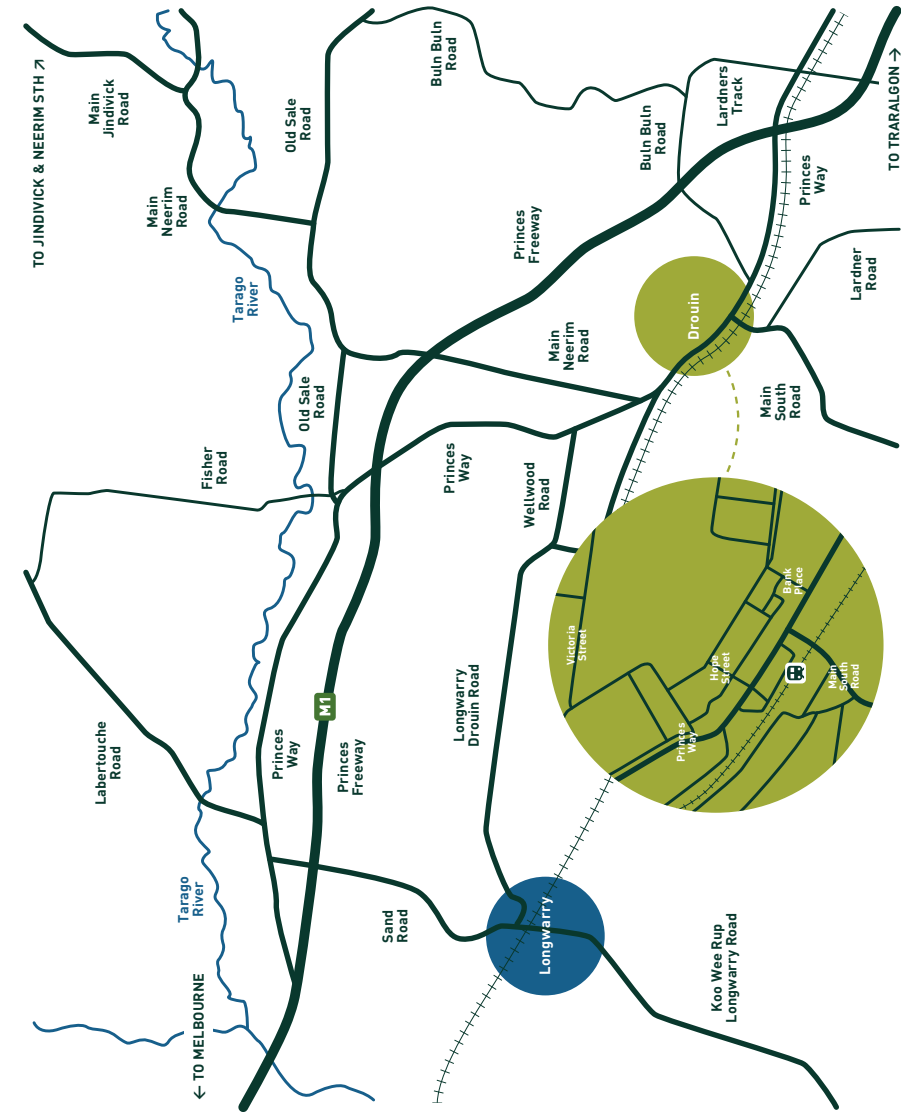 TO JINDIVICK & NEERIM STH ↗
Main
Jindivick
Road
Main
Neerim
Road
Old Sale
Road
Buln Buln
Road
Buln Buln
Road
Lardners
Track
TO TRARALGON →
Princes
Way
Princes
Freeway
Tarago
River
Lardner
Road
Drouin
Main
Neerim
Road
Old Sale
Road
Main
South
Road
Fisher
Road
Princes
Way
Wellwood
Road
Bank
Place
Victoria
Street
Hope
Street
Main
South
Road
Princes
Way
M1
Longwarry
Drouin Road
Labertouche
Road
Princes
Way
Princes
Freeway
Tarago
River
Sand
Road
Longwarry
Koo Wee Rup
Longwarry Road
← TO MELBOURNE